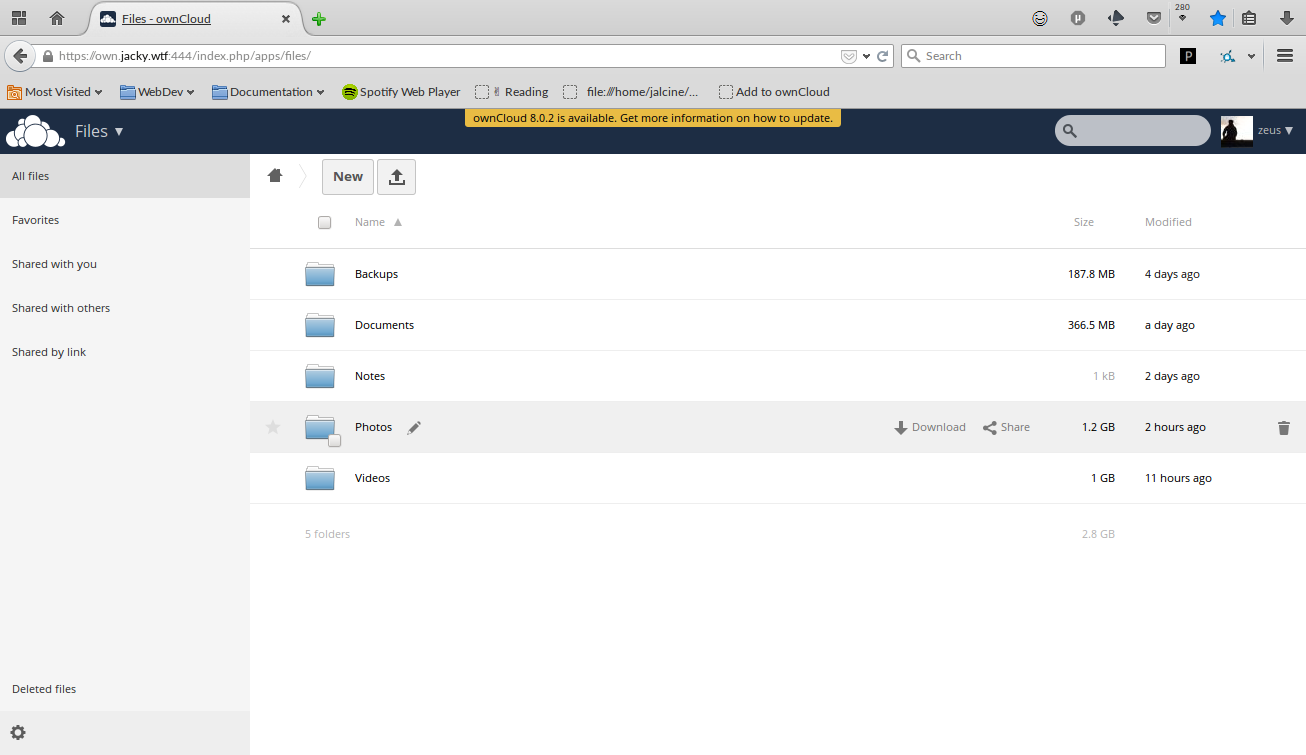 Files - ownCloud
280
https://own.jacky.wtf:444/index.php/apps/files/
Search
P
Most Visited
WebDev
Documentation
Spotify Web Player
Reading
file:///home/jalcine/...
Add to ownCloud
Files
ownCloud 8.0.2 is available. Get more information on how to update.
zeus
All files
Favorites
Shared with you
Shared with others
Shared by link
Deleted files
New
Name Size Modified
Backups 187.8 MB 4 days ago
Documents 366.5 MB a day ago
Notes 1 kB 2 days ago
Photos Download Share 1.2 GB 2 hours ago
Videos 1 GB 11 hours ago
5 folders 2.8 GB